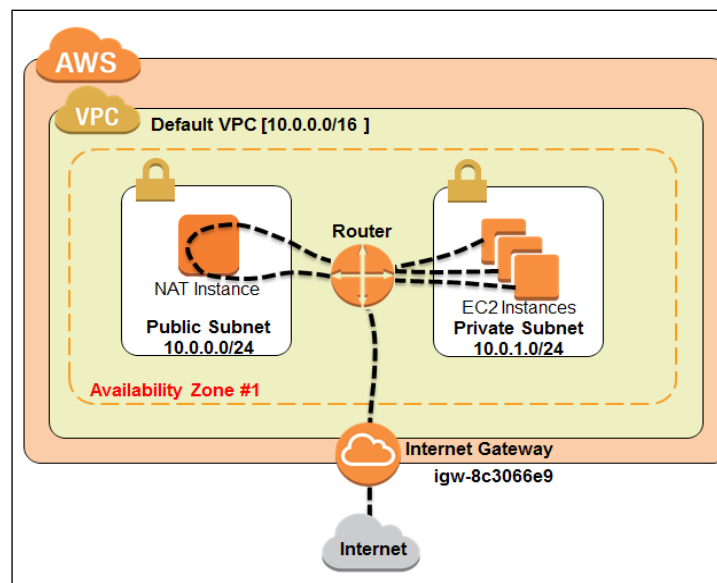 AWS
VPC
Default VPC [10.0.0.0/16 ]
Router
NAT Instance
Public Subnet
10.0.0.0/24
EC2 Instances
Private Subnet
10.0.1.0/24
Availability Zone #1
Internet Gateway
igw-8c3066e9
Internet